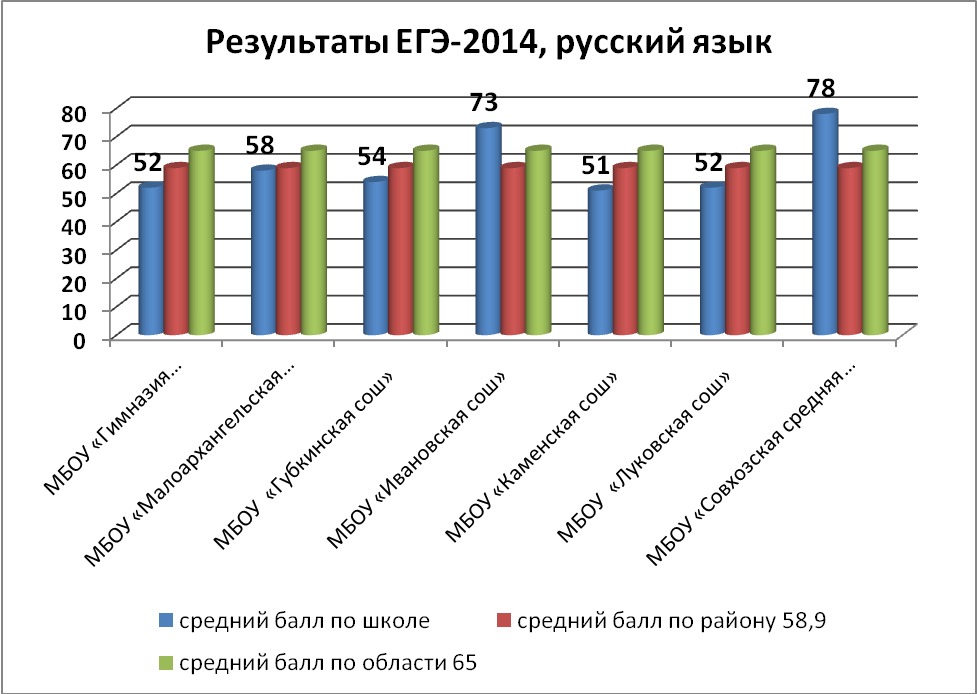 Результаты ЕГЭ-2014, русский язык
80
70
60
50
40
30
20
10
0
52
58
54
73
51
52
78
МБОУ «Гимназия...
МБОУ «Малоархангельская...
МБОУ «Губкинская сош»
МБОУ «Ивановская сош»
МБОУ «Каменская сош»
МБОУ «Луковская сош»
МБОУ «Совхозская средняя...
средний балл по школе
средний балл по району 58,9
средний балл по области 65